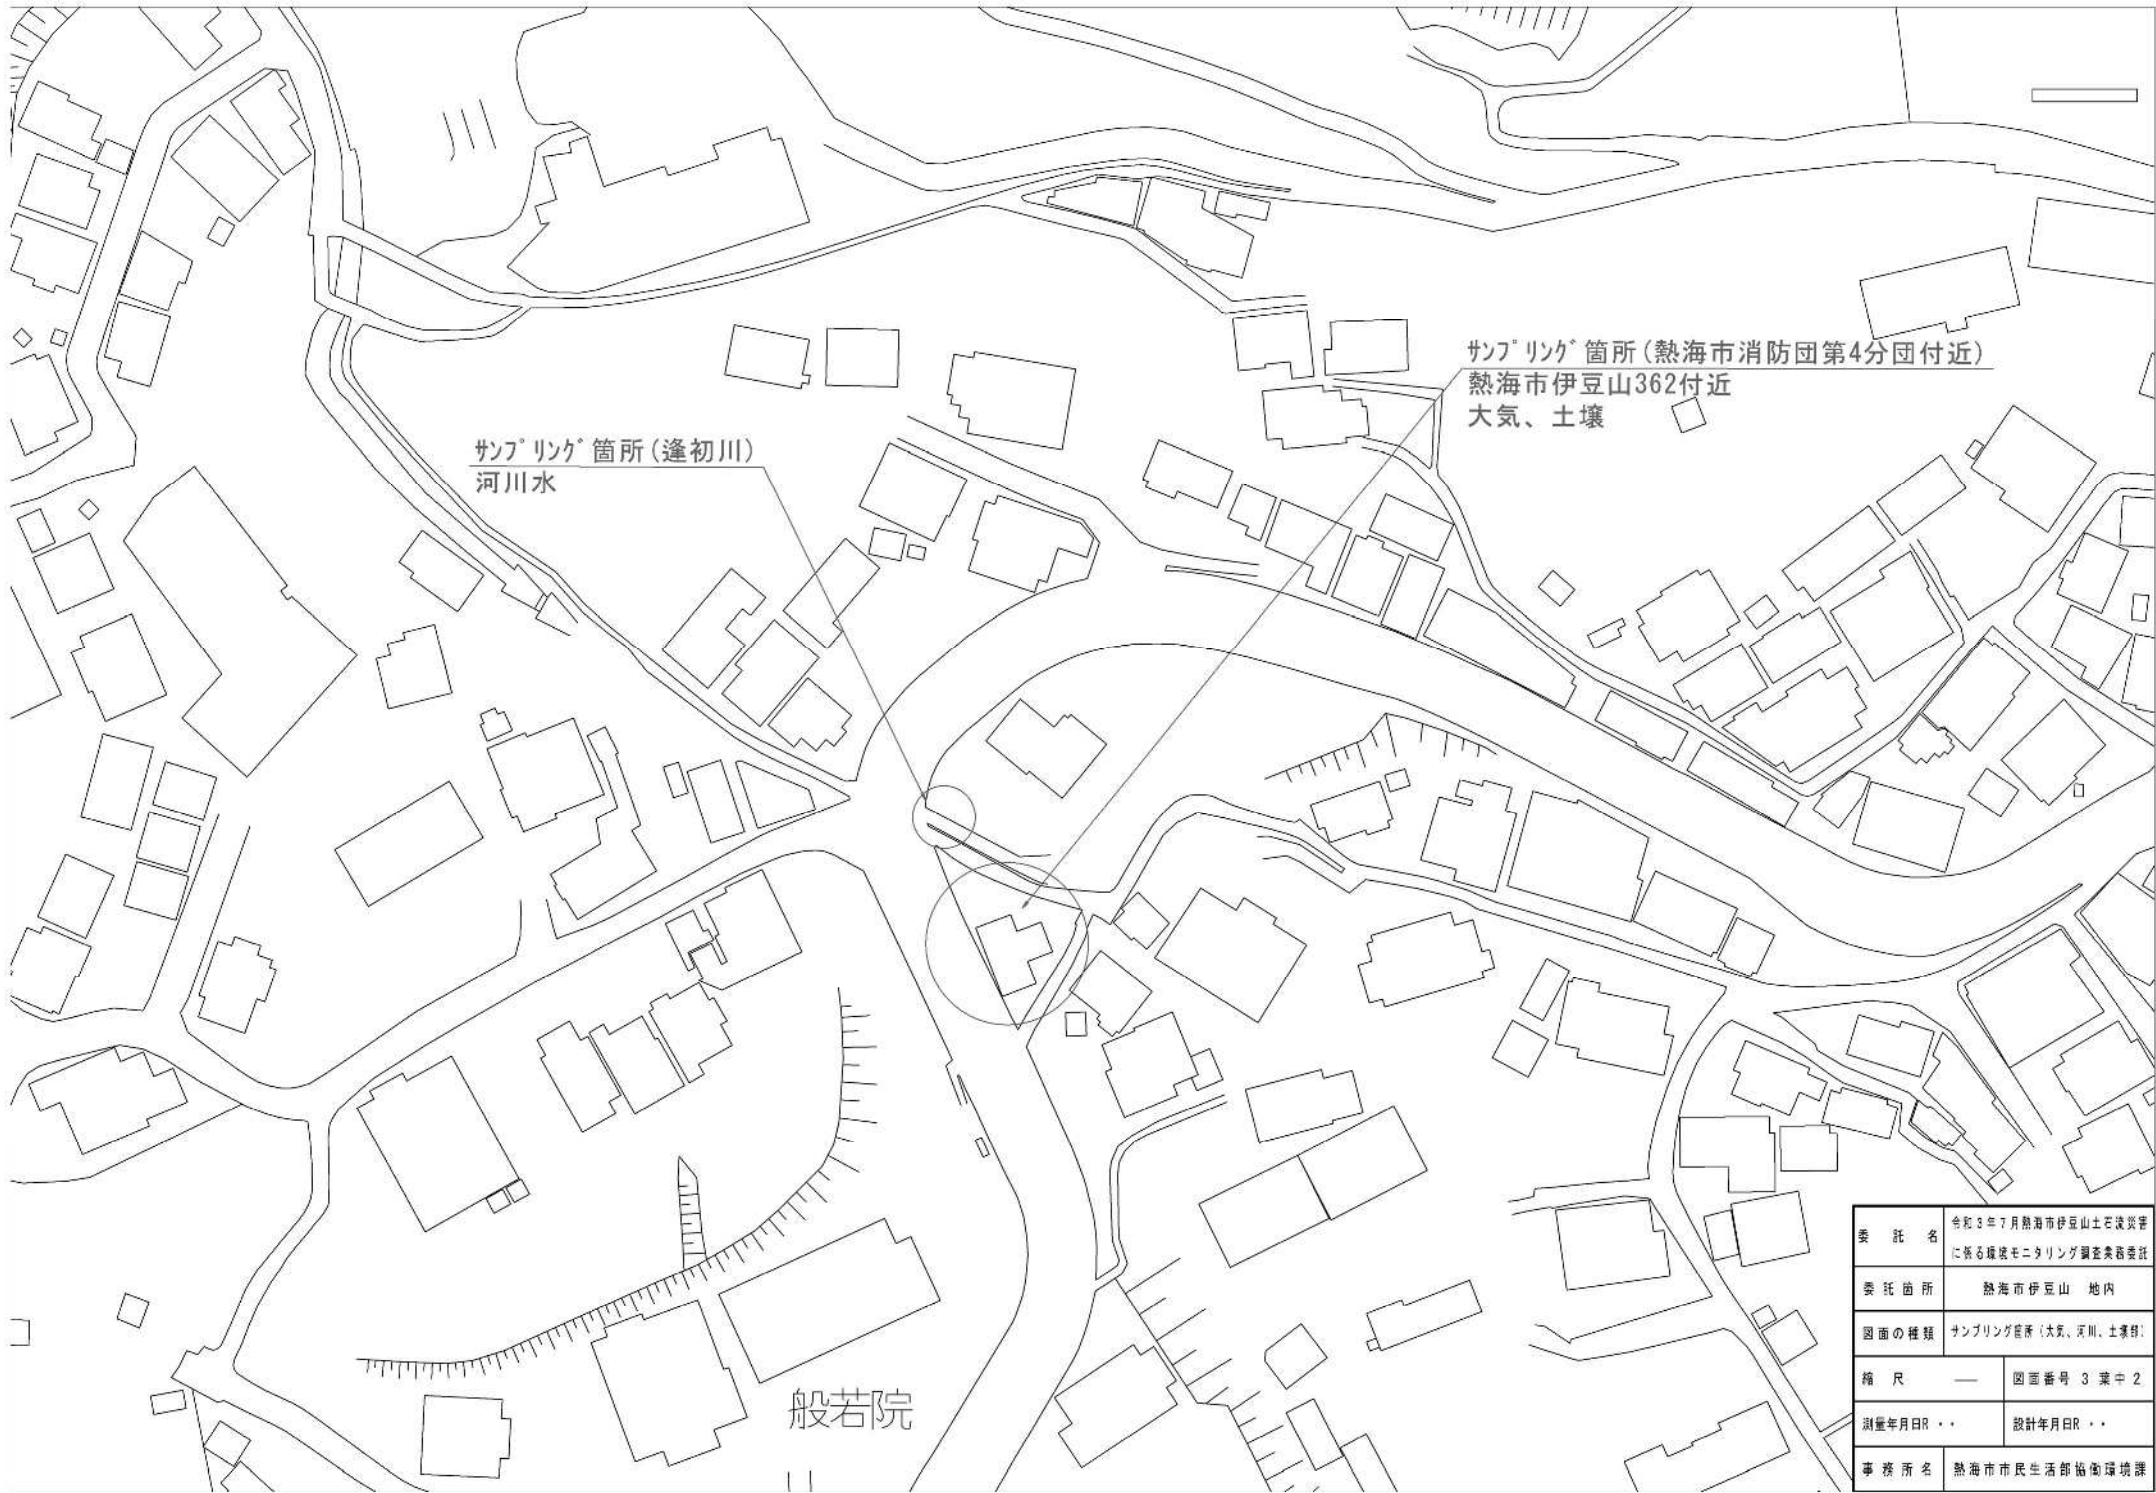 サンプリング箇所(熱海市消防団第4分団付近)
熱海市伊豆山362付近
大気、土壌
サンプリング箇所(逢初川)
河川水
般若院
委託名 令和3年7月熱海市伊豆山土石流災害
に係る環境モニタリング調査業務委託
委託箇所 熱海市伊豆山 地内
図面の種類 サンプリング箇所(大気、河川、土壌部)
縮尺 ― 図面番号 3 葉中 2
測量年月日R・・ 設計年月日R・・
事務所名 熱海市市民生活部協働環境課